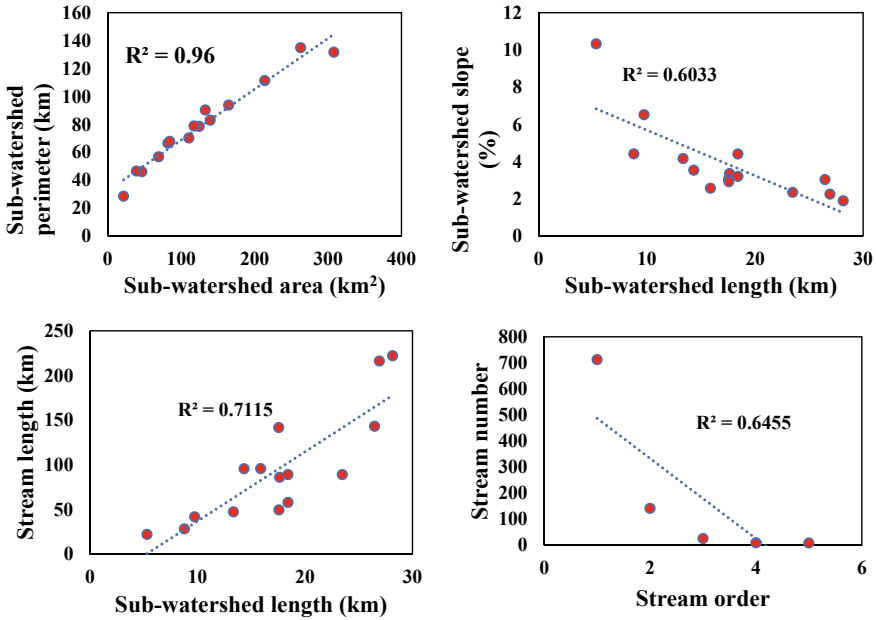 160
140
120
100
80
60
40
20
0
Sub-watershed
perimeter (km)
R² = 0.96
0 100 200 300 400
Sub-watershed area (km²)
12
10
8
6
4
2
0
Sub-watershed slope
(%)
R² = 0.6033
0 10 20 30
Sub-watershed length (km)
250
200
150
100
50
0
Stream length (km)
R² = 0.7115
0 10 20 30
Sub-watershed length (km)
800
700
600
500
400
300
200
100
0
Stream number
R² = 0.6455
0 2 4 6
Stream order